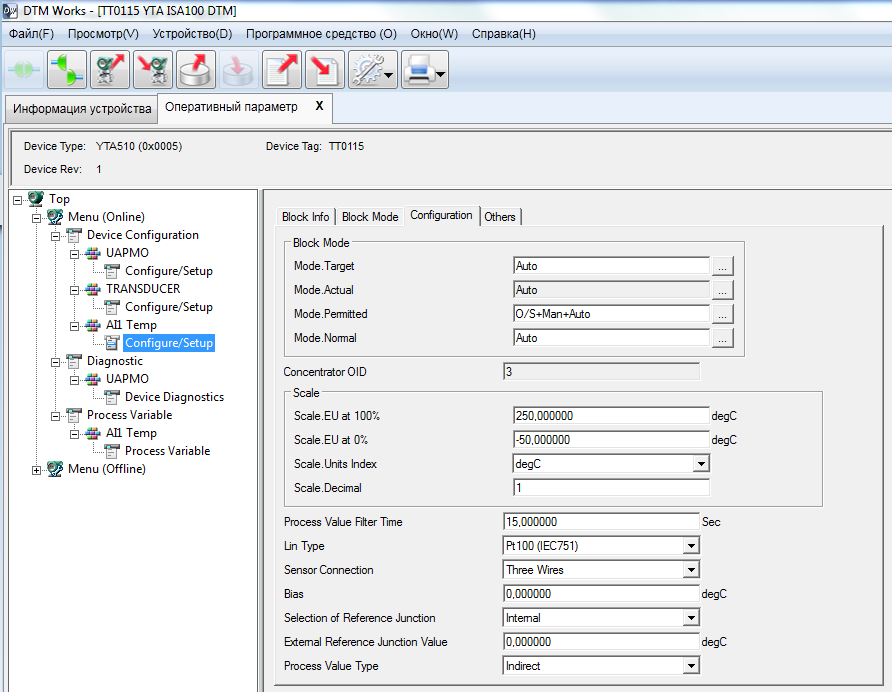 DTM Works - [TT0115 YTA ISA100 DTM]
Файл(F) Просмотр(V) Устройство(D) Программное средство (O) Окно(W) Справка(H)
Информация устройства Оперативный параметр X
Device Type: YTA510 (0x0005) Device Tag: TT0115
Device Rev: 1
Top
Menu (Online)
Device Configuration
UAPMO
Configure/Setup
TRANSDUCER
Configure/Setup
AI1 Temp
Configure/Setup
Diagnostic
UAPMO
Device Diagnostics
Process Variable
AI1 Temp
Process Variable
Menu (Offline)
Block Info Block Mode Configuration Others
Block Mode
Mode.Target Auto ...
Mode.Actual Auto ...
Mode.Permitted O/S+Man+Auto ...
Mode.Normal Auto ...
Concentrator OID 3
Scale
Scale.EU at 100% 250,000000 degC
Scale.EU at 0% -50,000000 degC
Scale.Units Index degC
Scale.Decimal 1
Process Value Filter Time 15,000000 Sec
Lin Type Pt100 (IEC751)
Sensor Connection Three Wires
Bias 0,000000 degC
Selection of Reference Junction Internal
External Reference Junction Value 0,000000 degC
Process Value Type Indirect